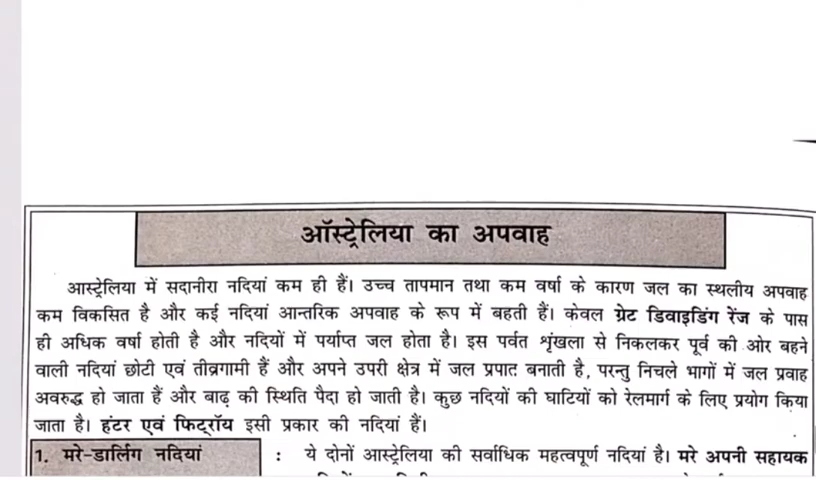 ऑस्ट्रेलिया का अपवाह
आस्ट्रेलिया में सदानीरा नदियां कम ही हैं। उच्च तापमान तथा कम वर्षा के कारण जल का स्थलीय अपवाह
कम विकसित है और कई नदियां आन्तरिक अपवाह के रूप में बहती हैं। केवल ग्रेट डिवाइडिंग रेंज के पास
ही अधिक वर्षा होती है और नदियों में पर्याप्त जल होता है। इस पर्वत शृंखला से निकलकर पूर्व की ओर बहने
वाली नदियां छोटी एवं तीव्रगामी हैं और अपने उपरी क्षेत्र में जल प्रपात बनाती है, परन्तु निचले भागों में जल प्रवाह
अवरुद्ध हो जाता हैं और बाढ़ की स्थिति पैदा हो जाती है। कुछ नदियों की घाटियों को रेलमार्ग के लिए प्रयोग किया
जाता है। हंटर एवं फिट्रॉय इसी प्रकार की नदियां हैं।
1. मरे-डार्लिग नदियां : ये दोनों आस्ट्रेलिया की सर्वाधिक महत्वपूर्ण नदियां है। मरे अपनी सहायक